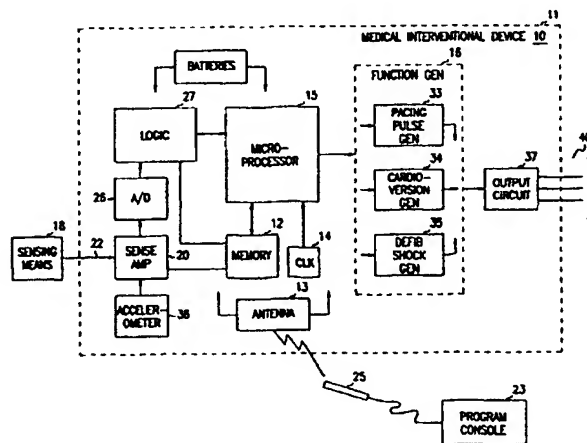 11
MEDICAL INTERVENTIONAL DEVICE 10
16
BATTERIES
FUNCTION GEN
27
15
33
LOGIC
MICRO-
PROCESSOR
PACING
PULSE
GEN
40
34
37
CARDIO-
VERSION
GEN
OUTPUT
CIRCUIT
26
A/D
18
12
14
35
SENSING
MEANS
22
SENSE
AMP
20
MEMORY
CLK
DEFIB
SHOCK
GEN
13
ACCELER-
OMETER
36
ANTENNA
25
23
PROGRAM
CONSOLE